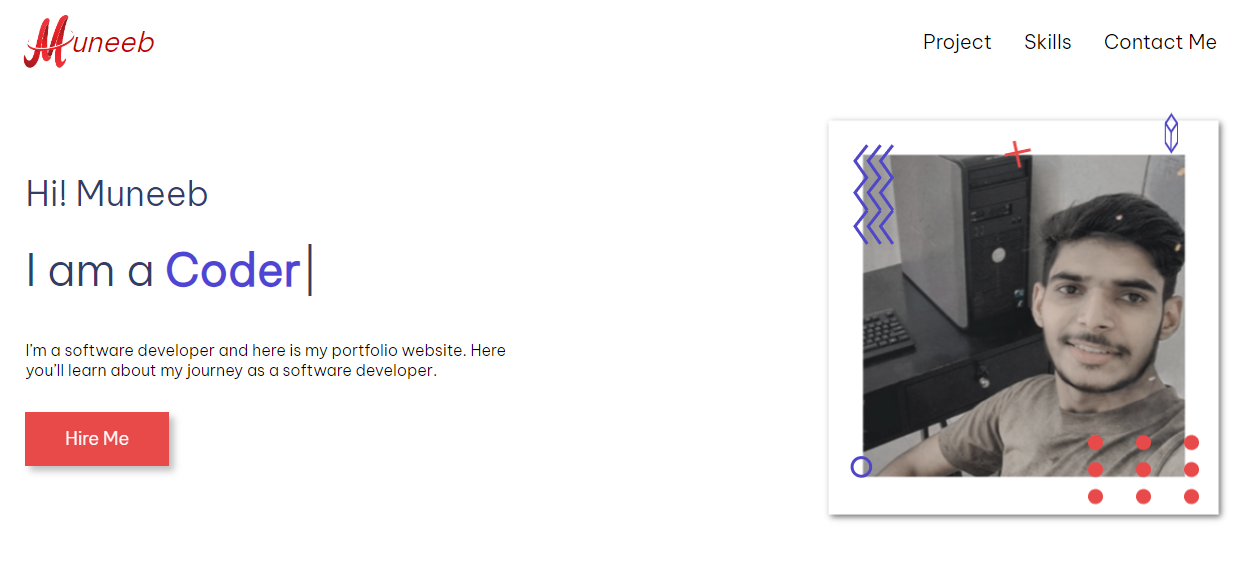 Muneeb
Project Skills Contact Me
Hi! Muneeb
I am a Coder
I'm a software developer and here is my portfolio website. Here
you'll learn about my journey as a software developer.
Hire Me